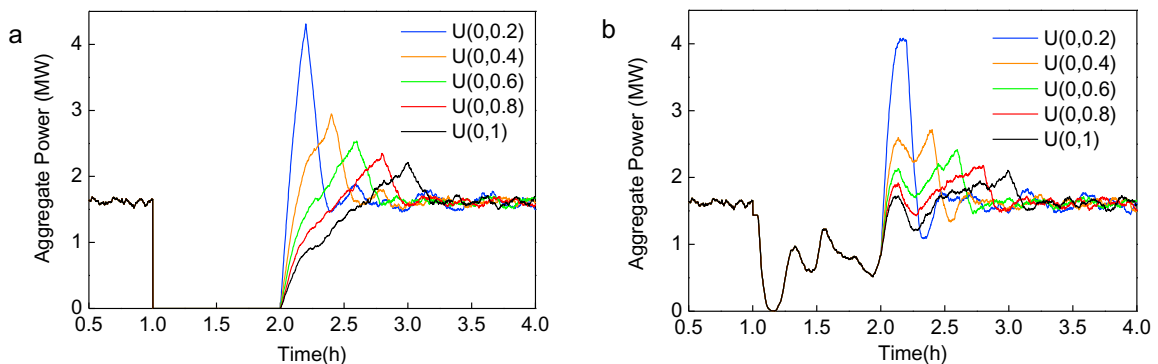 a
Aggregate Power (MW)
4
3
2
1
0
U(0,0.2)
U(0,0.4)
U(0,0.6)
U(0,0.8)
U(0,1)
0.5 1.0 1.5 2.0 2.5 3.0 3.5 4.0
Time(h)
b
Aggregate Power (MW)
4
3
2
1
0
U(0,0.2)
U(0,0.4)
U(0,0.6)
U(0,0.8)
U(0,1)
0.5 1.0 1.5 2.0 2.5 3.0 3.5 4.0
Time(h)